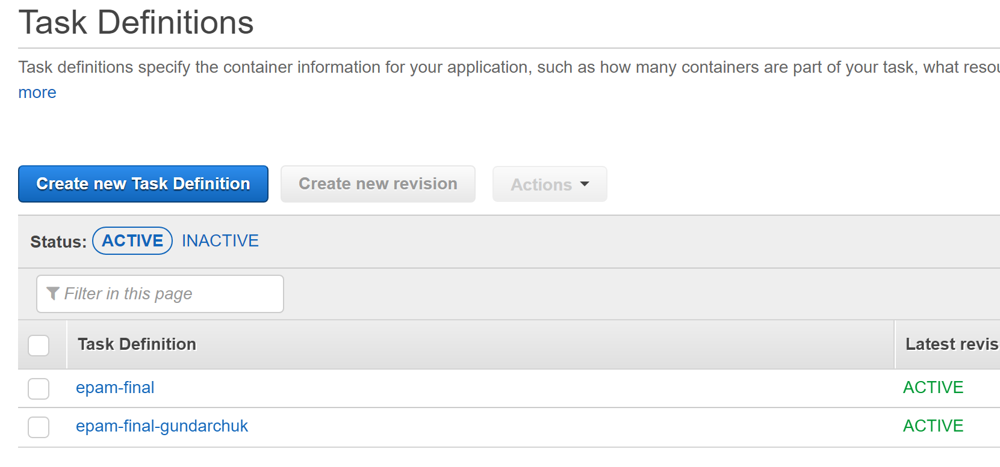 Task Definitions
Task definitions specify the container information for your application, such as how many containers are part of your task, what resou
more
Create new Task Definition Create new revision Actions
Status: ACTIVE INACTIVE
Filter in this page
Task Definition Latest revis
epam-final ACTIVE
epam-final-gundarchuk ACTIVE